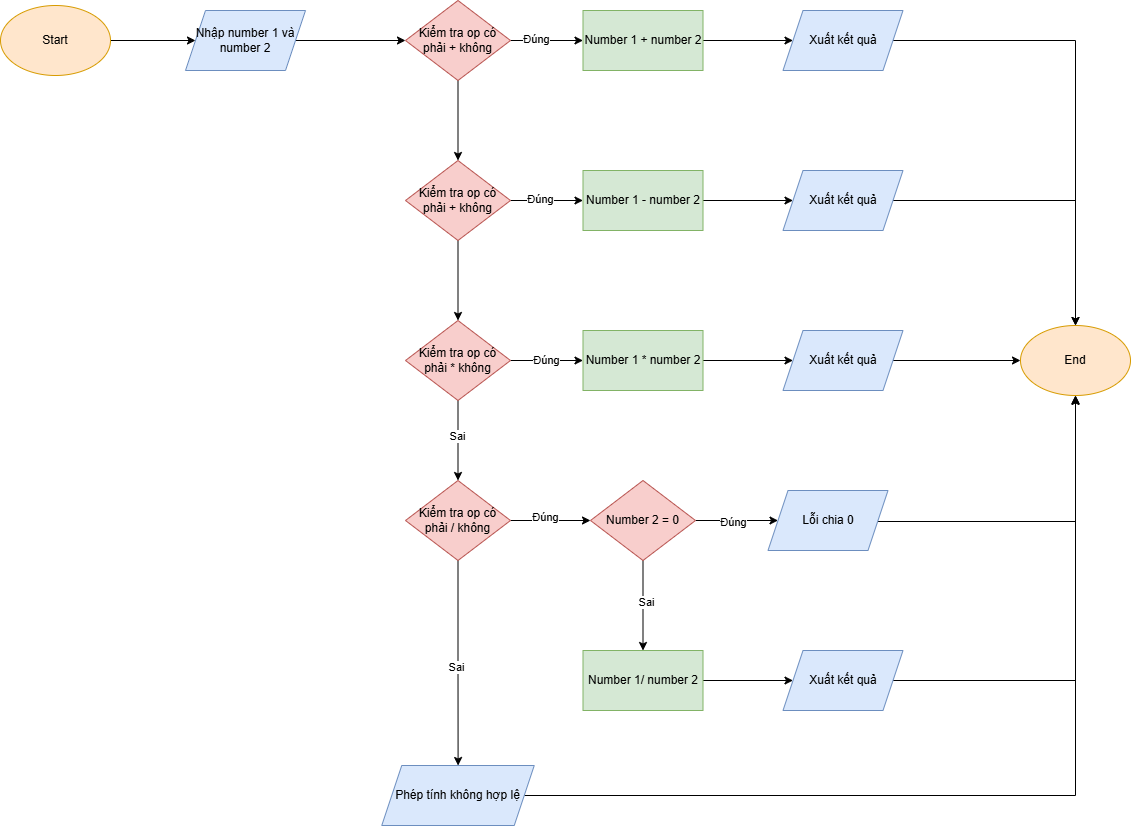 Start
Nhập number 1 và
number 2
Kiểm tra op có
phải + không
Đúng
Number 1 + number 2
Xuất kết quả
Kiểm tra op có
phải + không
Đúng
Number 1 - number 2
Xuất kết quả
Kiểm tra op có
phải * không
Đúng
Number 1 * number 2
Xuất kết quả
End
Sai
Kiểm tra op có
phải / không
Đúng
Number 2 = 0
Đúng
Lỗi chia 0
Sai
Sai
Number 1/ number 2
Xuất kết quả
Phép tính không hợp lệ